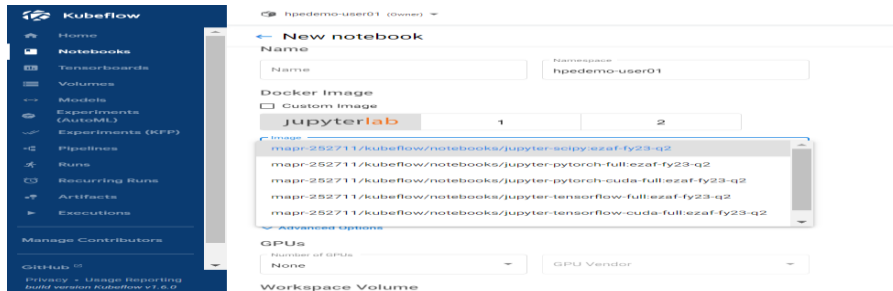 Kubeflow
Home
Notebooks
Tensorboards
Volumes
Models
Experiments (AutoML)
Experiments (KFP)
Pipelines
Runs
Recurring Runs
Artifacts
Executions
Manage Contributors
GitHub
Privacy • Usage Reporting
build version Kubeflow v1.6.0
hpedemo-user01 (Owner)
← New notebook
Name
Name
Namespace
hpedemo-user01
Docker Image
Custom Image
jupyterlab
1
2
Image
mapr-252711/kubeflow/notebooks/jupyter-scipy:ezaf-fy23-q2
mapr-252711/kubeflow/notebooks/jupyter-pytorch-full:ezaf-fy23-q2
mapr-252711/kubeflow/notebooks/jupyter-pytorch-cuda-full:ezaf-fy23-q2
mapr-252711/kubeflow/notebooks/jupyter-tensorflow-full:ezaf-fy23-q2
mapr-252711/kubeflow/notebooks/jupyter-tensorflow-cuda-full:ezaf-fy23-q2
Advanced Options
GPUs
Number of GPUs
None
GPU Vendor
Workspace Volume